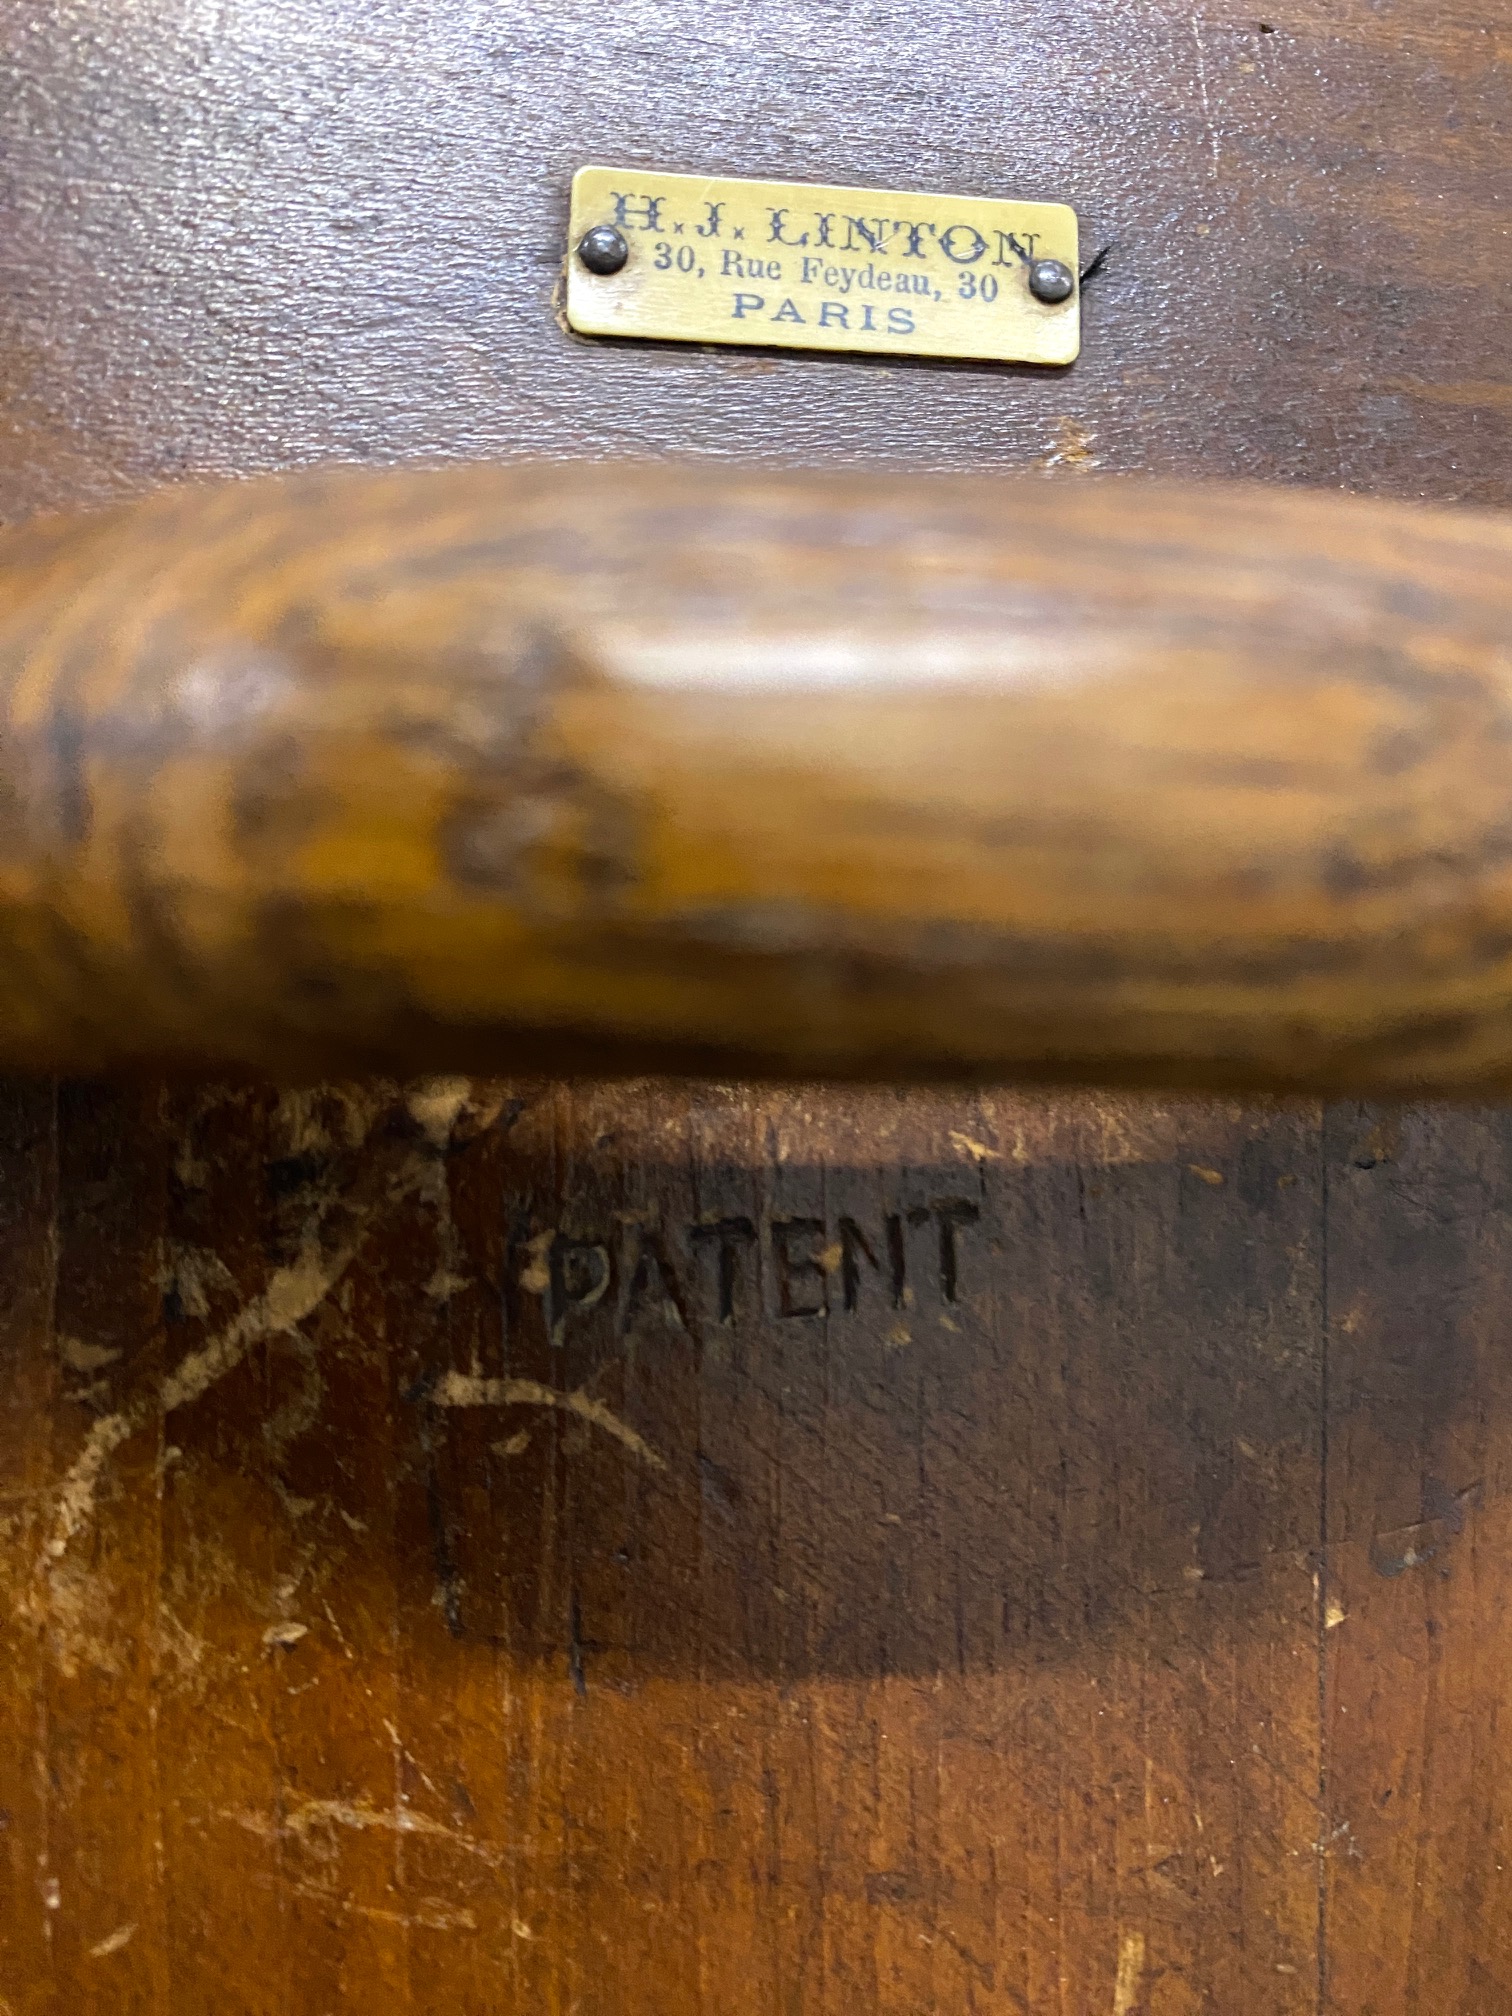 H. J. LINTON
30, Rue Feydeau, 30
PARIS
PATENT